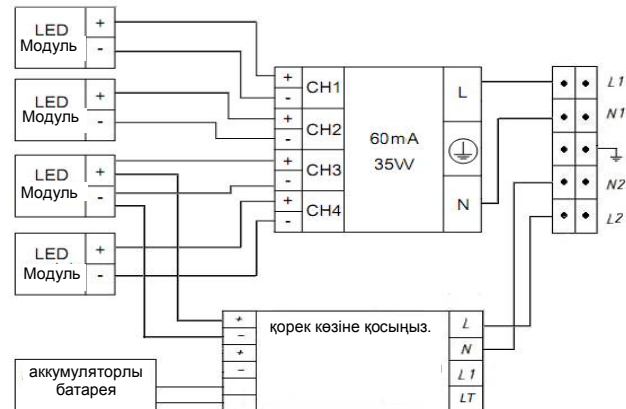 LED
Модуль
+
-
LED
Модуль
+
-
LED
Модуль
+
-
LED
Модуль
+
-
+
-
CH1
+
-
CH2
+
-
CH3
+
-
CH4
60mA
35W
L
N
L1
N1
N2
L2
+
-
+
-
қорек көзіне қосыңыз.
L
N
L1
LT
аккумуляторлы
батарея